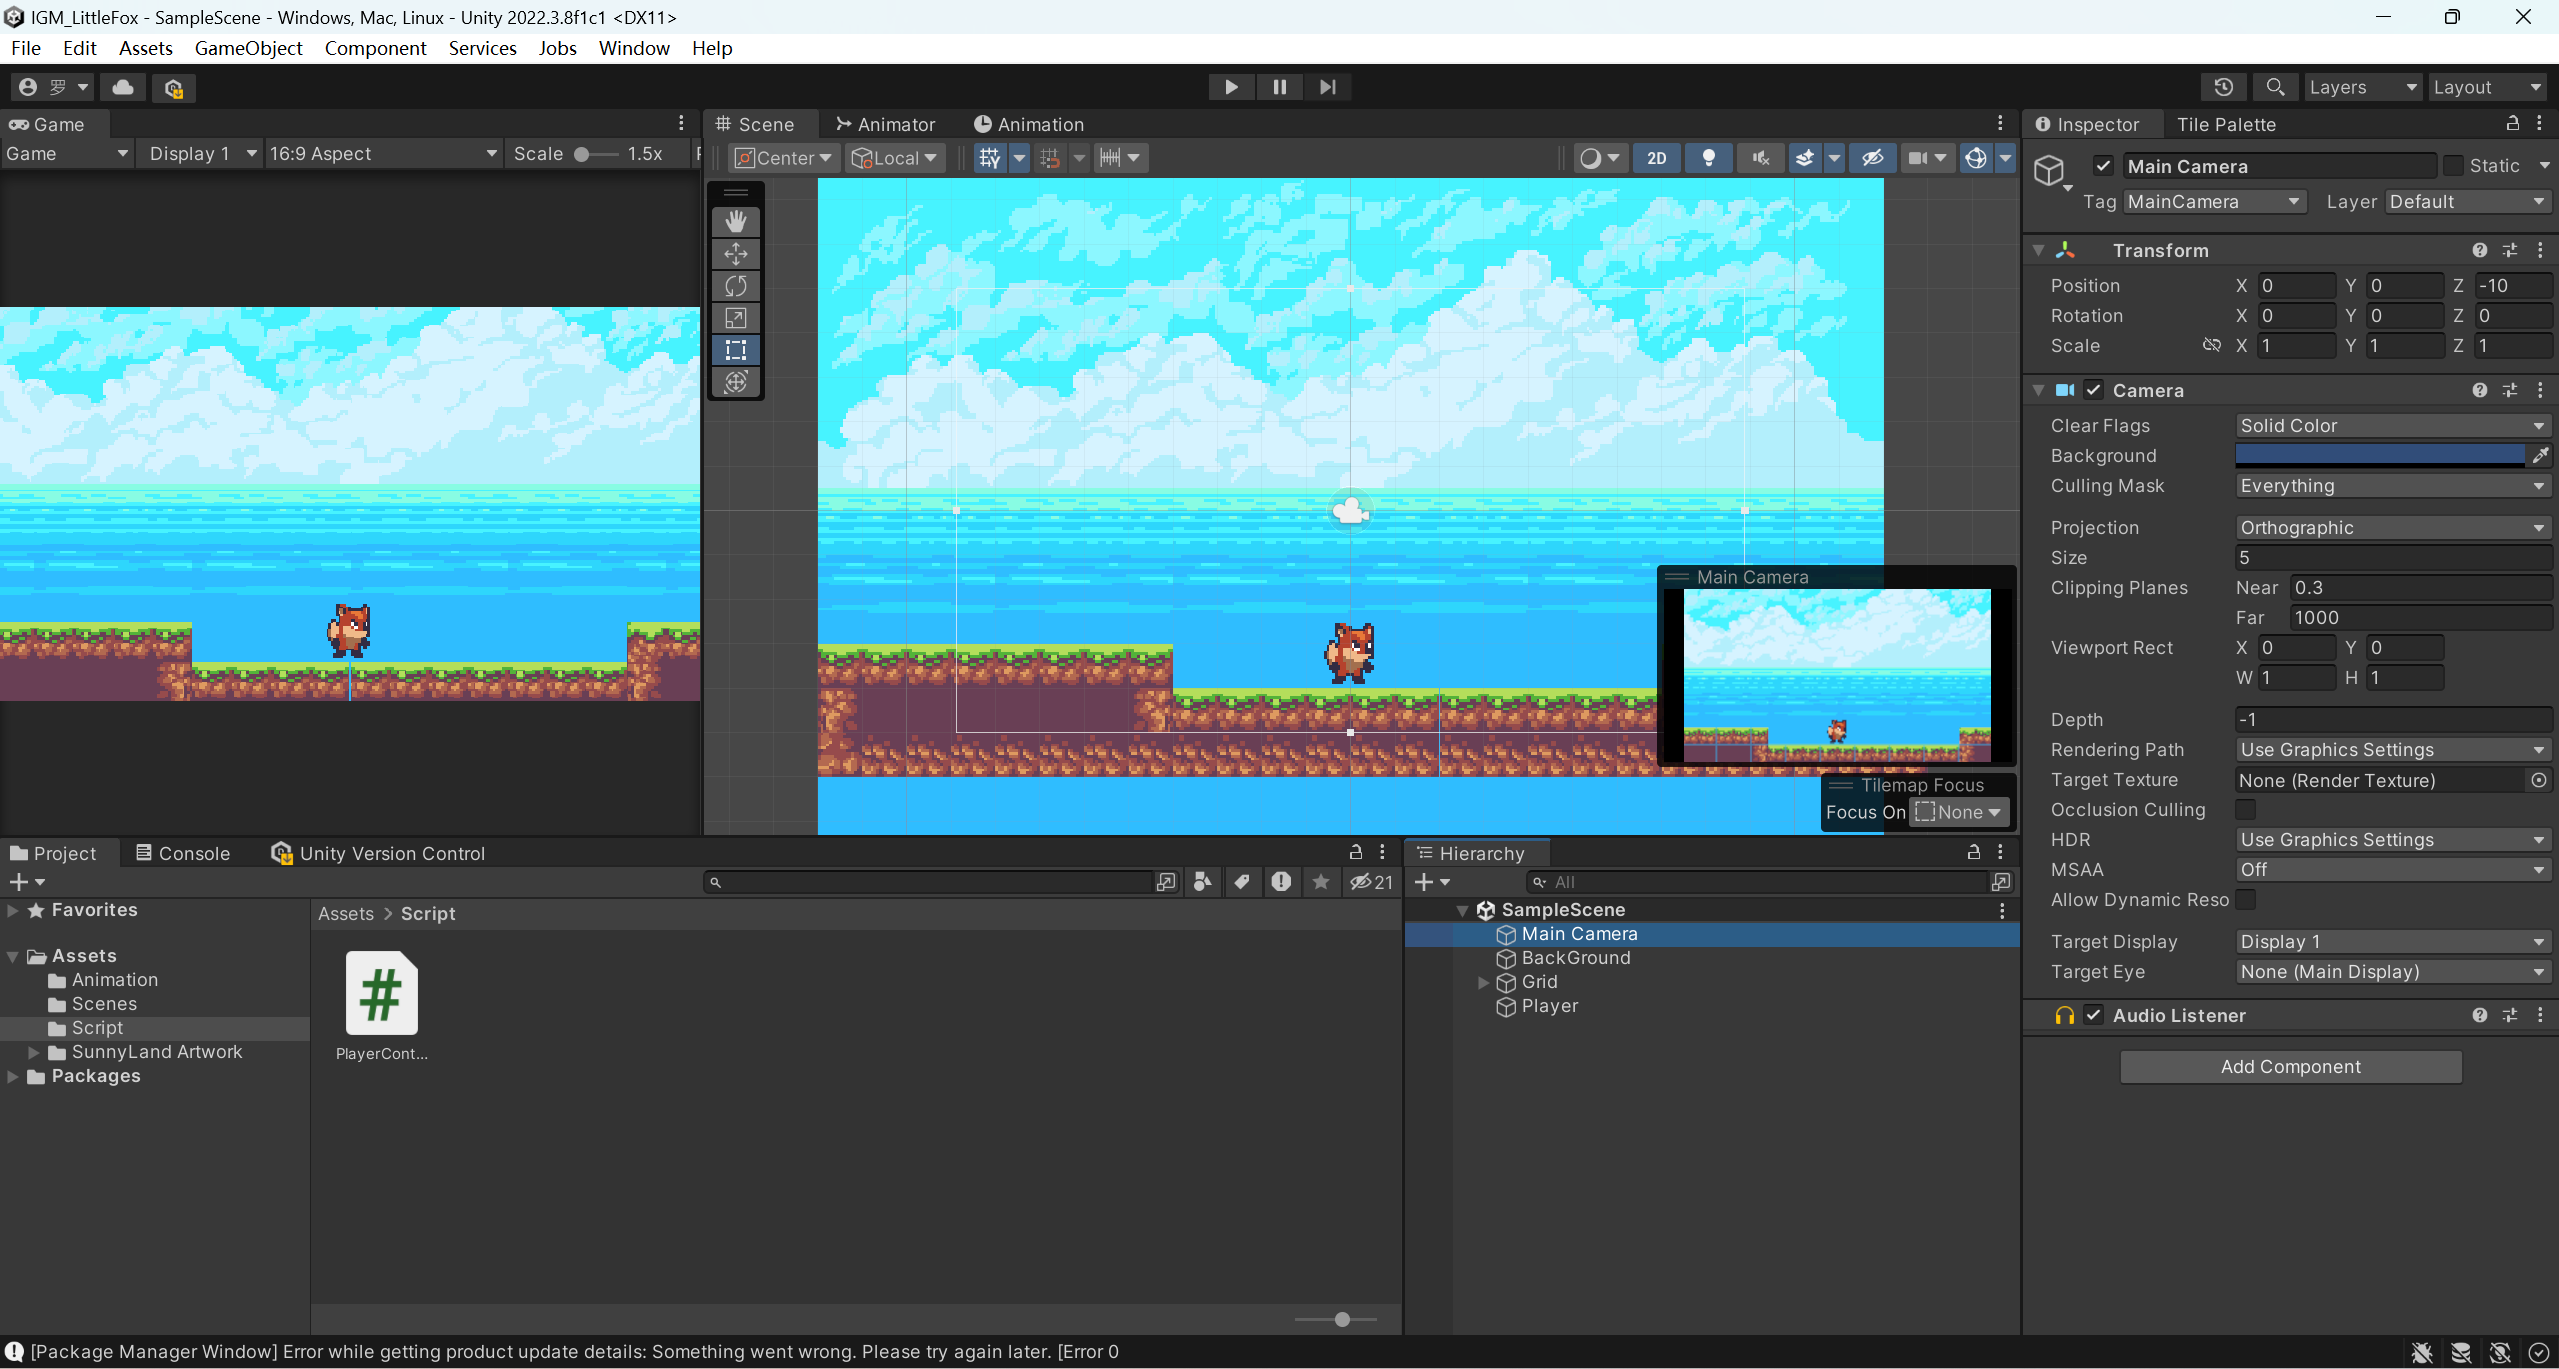 IGM_LittleFox - SampleScene - Windows, Mac, Linux - Unity 2022.3.8f1c1 <DX11>
File Edit Assets GameObject Component Services Jobs Window Help
罗 Layers Layout
Game
Game Display 1 16:9 Aspect Scale 1.5x
Scene Animator Animation
Center Local 2D
Main Camera
Tilemap Focus
Focus On None
Inspector Tile Palette
Main Camera Static
Tag MainCamera Layer Default
Transform
Position X 0 Y 0 Z -10
Rotation X 0 Y 0 Z 0
Scale X 1 Y 1 Z 1
Camera
Clear Flags Solid Color
Background
Culling Mask Everything
Projection Orthographic
Size 5
Clipping Planes Near 0.3
Far 1000
Viewport Rect X 0 Y 0
W 1 H 1
Depth -1
Rendering Path Use Graphics Settings
Target Texture None (Render Texture)
Occlusion Culling
HDR Use Graphics Settings
MSAA Off
Allow Dynamic Reso
Target Display Display 1
Target Eye None (Main Display)
Audio Listener
Add Component
Project Console Unity Version Control
21
Favorites
Assets
Animation
Scenes
Script
SunnyLand Artwork
Packages
Assets > Script
#
PlayerCont...
Hierarchy
All
SampleScene
Main Camera
BackGround
Grid
Player
[Package Manager Window] Error while getting product update details: Something went wrong. Please try again later. [Error 0